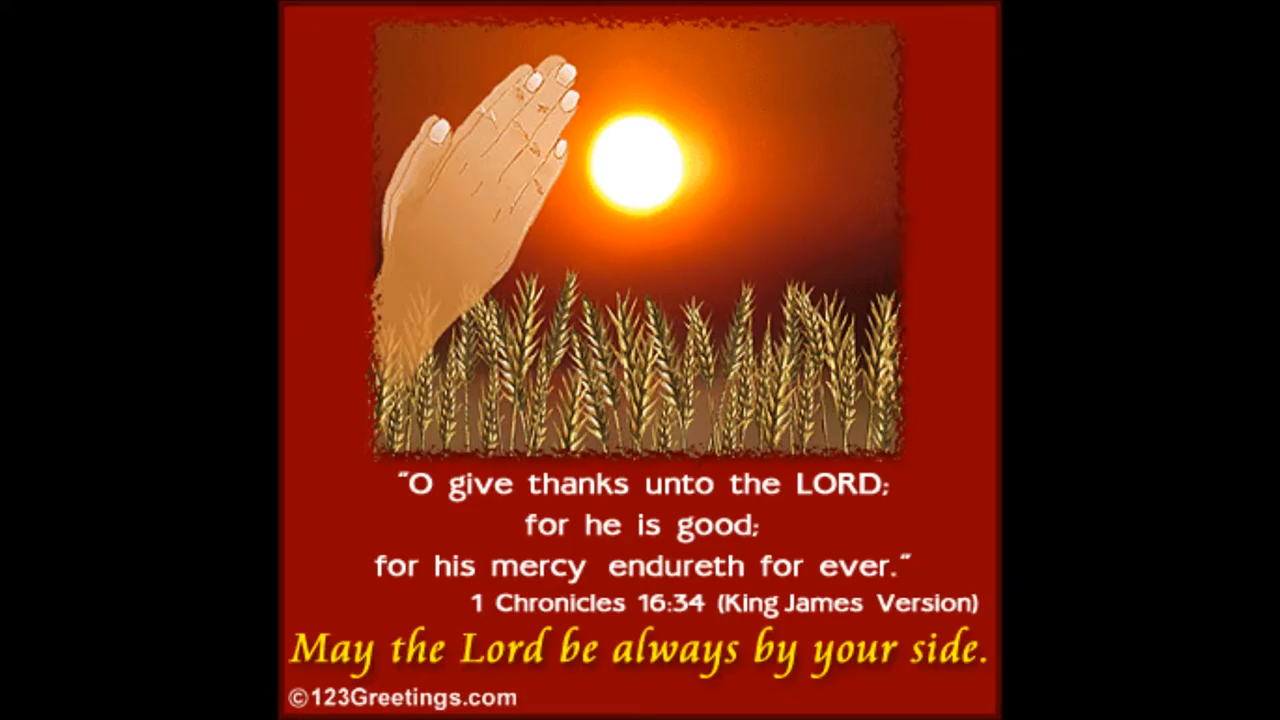 "O give thanks unto the LORD;
for he is good;
for his mercy endureth for ever."
1 Chronicles 16:34 (King James Version)
May the Lord be always by your side.
©123Greetings.com